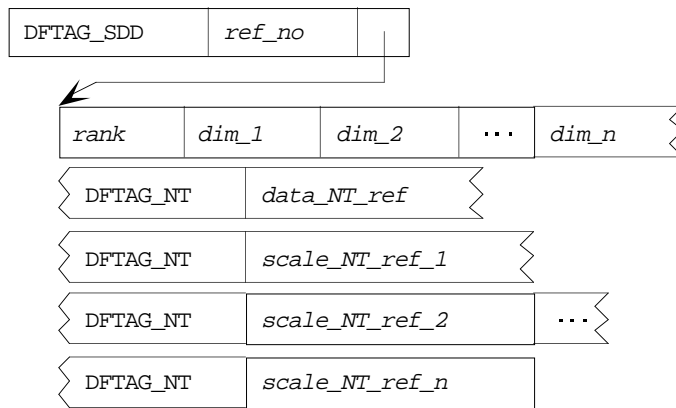 DFTAG_SDD ref_no
rank dim_1 dim_2 ... dim_n
DFTAG_NT data_NT_ref
DFTAG_NT scale_NT_ref_1
DFTAG_NT scale_NT_ref_2 ...
DFTAG_NT scale_NT_ref_n